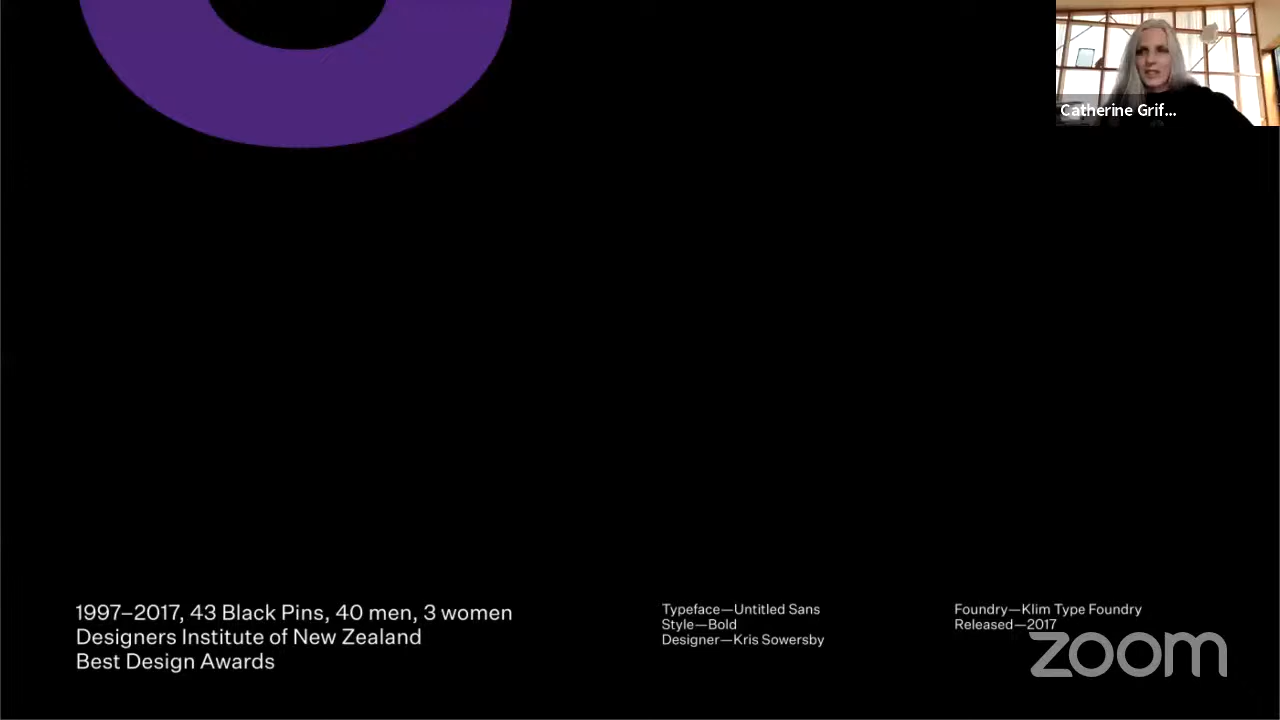 Catherine Grif...
1997–2017, 43 Black Pins, 40 men, 3 women
Designers Institute of New Zealand
Best Design Awards
Typeface—Untitled Sans
Style—Bold
Designer—Kris Sowersby
Foundry—Klim Type Foundry
Released—2017
zoom